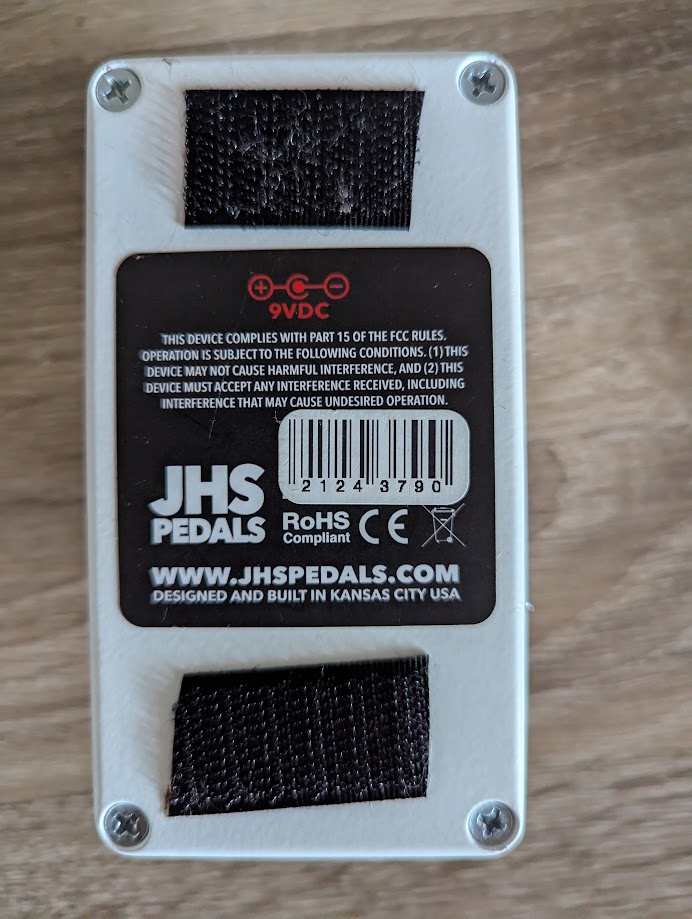 9VDC
THIS DEVICE COMPLIES WITH PART 15 OF THE FCC RULES.
OPERATION IS SUBJECT TO THE FOLLOWING CONDITIONS. (1) THIS
DEVICE MAY NOT CAUSE HARMFUL INTERFERENCE, AND (2) THIS
DEVICE MUST ACCEPT ANY INTERFERENCE RECEIVED, INCLUDING
INTERFERENCE THAT MAY CAUSE UNDESIRED OPERATION.
21243790
JHS
PEDALS
RoHS
Compliant
CE
WWW.JHSPEDALS.COM
DESIGNED AND BUILT IN KANSAS CITY USA